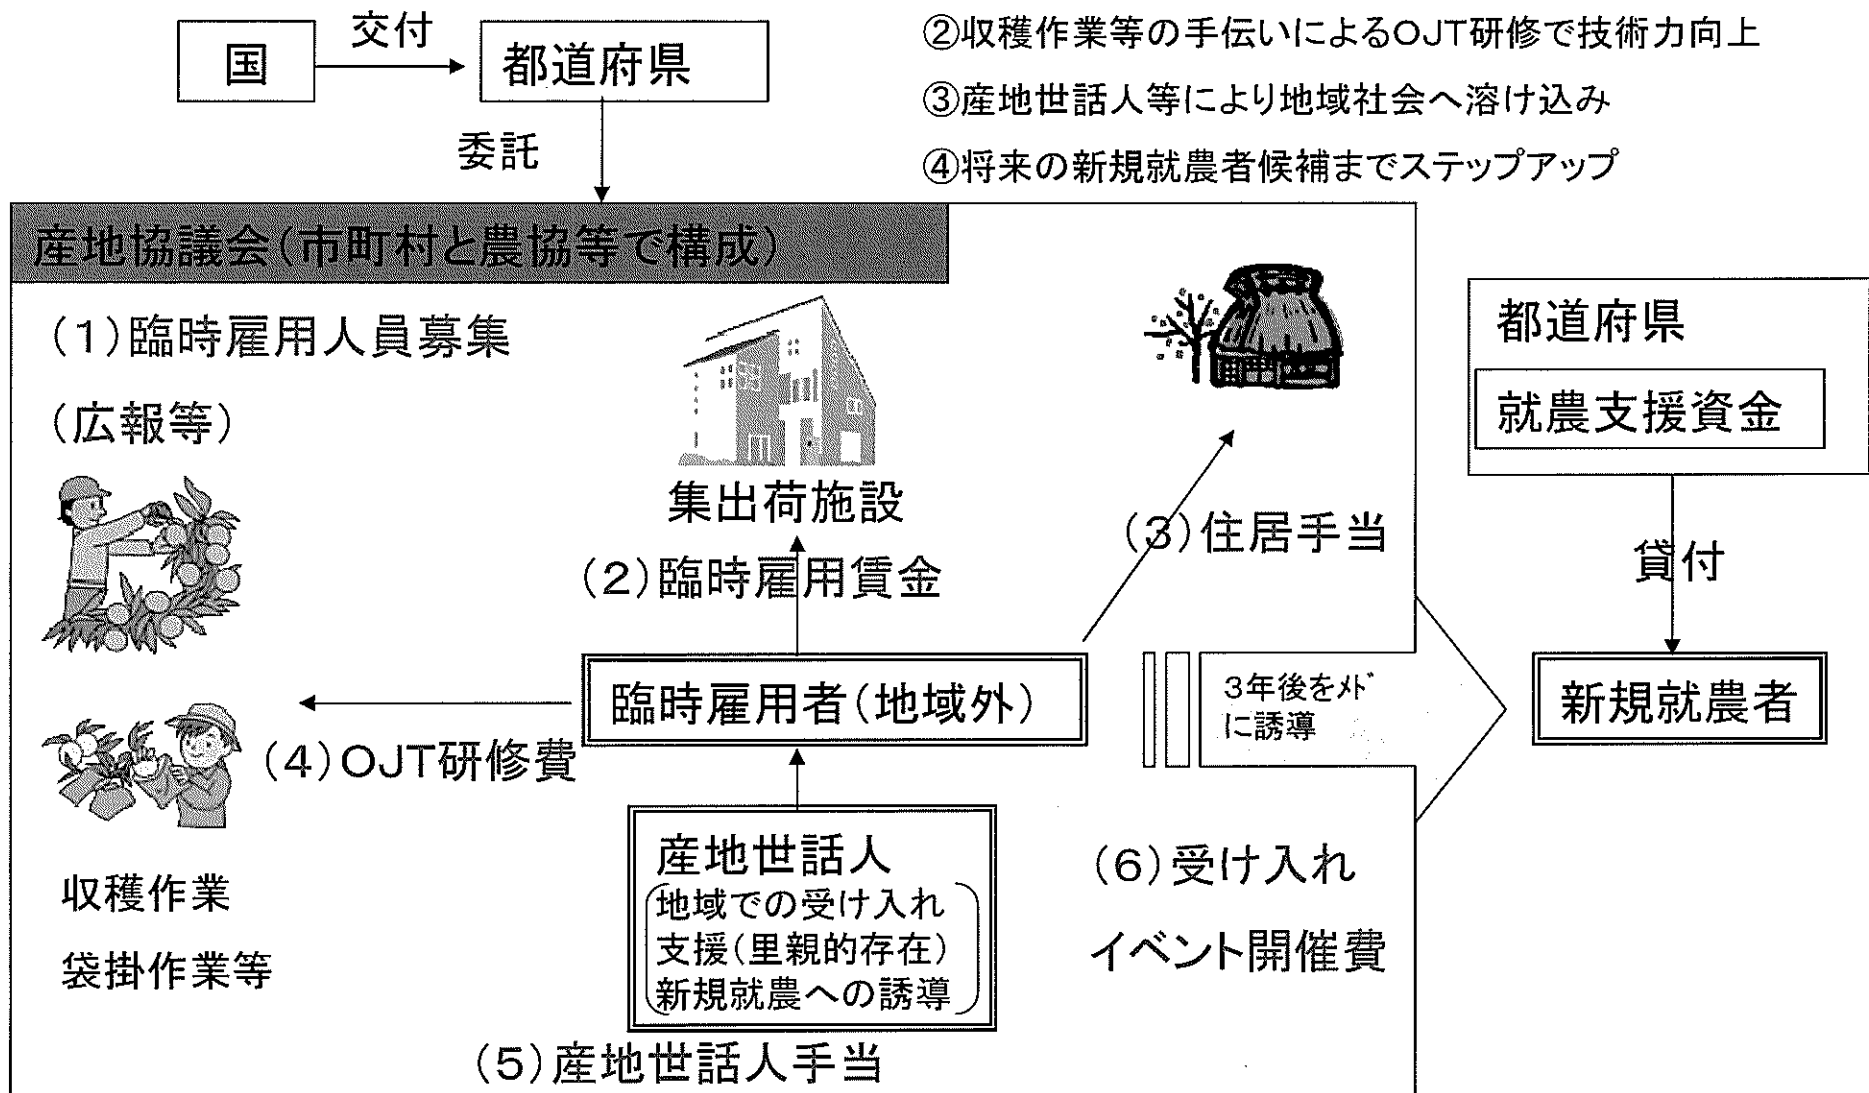 国
交付
都道府県
委託
②収穫作業等の手伝いによるOJT研修で技術力向上
③産地世話人等により地域社会へ溶け込み
④将来の新規就農者候補までステップアップ
産地協議会(市町村と農協等で構成)
(1)臨時雇用人員募集
(広報等)
集出荷施設
(2)臨時雇用賃金
(3)住居手当
臨時雇用者(地域外)
(4)OJT研修費
収穫作業
袋掛作業等
産地世話人
地域での受け入れ
支援(里親的存在)
新規就農への誘導
(5)産地世話人手当
3年後をメド
に誘導
(6)受け入れ
イベント開催費
都道府県
就農支援資金
貸付
新規就農者